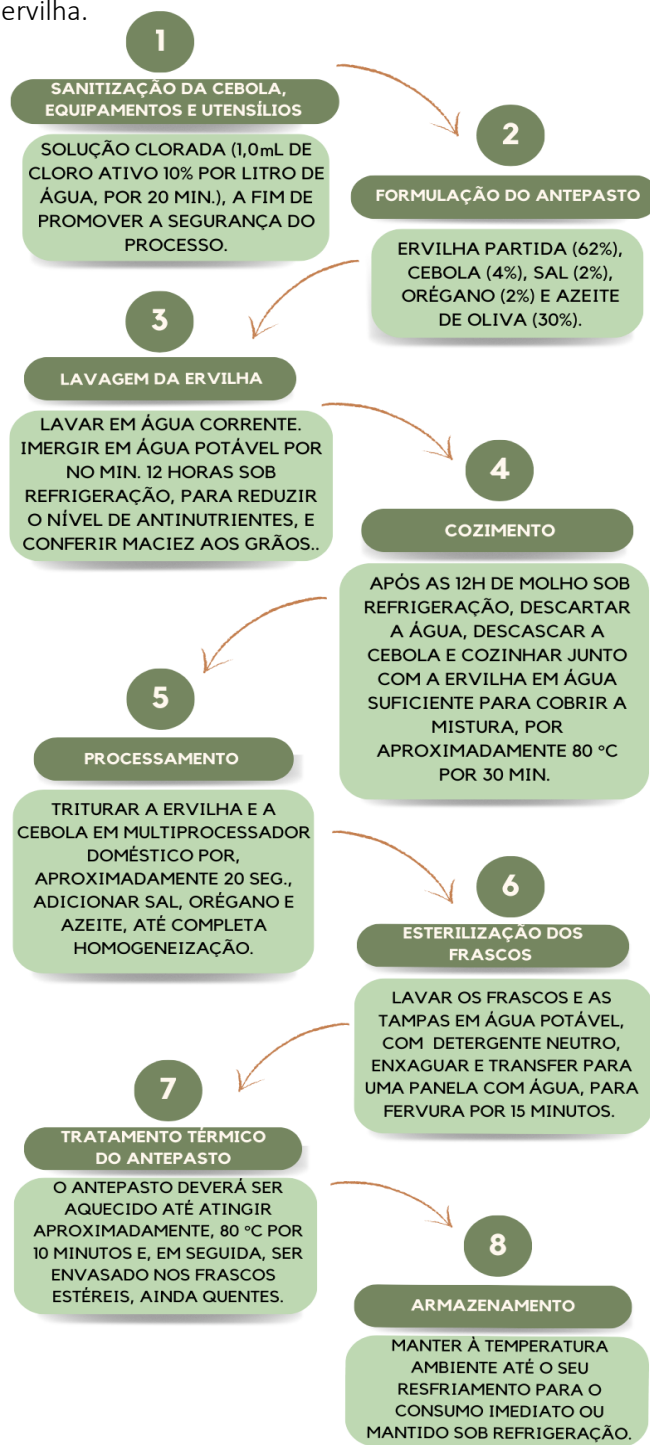 ervilha.
1
SANITIZAÇÃO DA CEBOLA,
EQUIPAMENTOS E UTENSÍLIOS
SOLUÇÃO CLORADA (1,0mL DE
CLORO ATIVO 10% POR LITRO DE
ÁGUA, POR 20 MIN.), A FIM DE
PROMOVER A SEGURANÇA DO
PROCESSO.
2
FORMULAÇÃO DO ANTEPASTO
ERVILHA PARTIDA (62%),
CEBOLA (4%), SAL (2%),
ORÉGANO (2%) E AZEITE
DE OLIVA (30%).
3
LAVAGEM DA ERVILHA
LAVAR EM ÁGUA CORRENTE.
IMERGIR EM ÁGUA POTÁVEL POR
NO MIN. 12 HORAS SOB
REFRIGERAÇÃO, PARA REDUZIR
O NÍVEL DE ANTINUTRIENTES, E
CONFERIR MACIEZ AOS GRÃOS..
4
COZIMENTO
APÓS AS 12H DE MOLHO SOB
REFRIGERAÇÃO, DESCARTAR
A ÁGUA, DESCASCAR A
CEBOLA E COZINHAR JUNTO
COM A ERVILHA EM ÁGUA
SUFICIENTE PARA COBRIR A
MISTURA, POR
APROXIMADAMENTE 80 °C
POR 30 MIN.
5
PROCESSAMENTO
TRITURAR A ERVILHA E A
CEBOLA EM MULTIPROCESSADOR
DOMÉSTICO POR,
APROXIMADAMENTE 20 SEG.,
ADICIONAR SAL, ORÉGANO E
AZEITE, ATÉ COMPLETA
HOMOGENEIZAÇÃO.
6
ESTERILIZAÇÃO DOS
FRASCOS
LAVAR OS FRASCOS E AS
TAMPAS EM ÁGUA POTÁVEL,
COM DETERGENTE NEUTRO,
ENXAGUAR E TRANSFER PARA
UMA PANELA COM ÁGUA, PARA
FERVURA POR 15 MINUTOS.
7
TRATAMENTO TÉRMICO
DO ANTEPASTO
O ANTEPASTO DEVERÁ SER
AQUECIDO ATÉ ATINGIR
APROXIMADAMENTE, 80 °C POR
10 MINUTOS E, EM SEGUIDA, SER
ENVASADO NOS FRASCOS
ESTÉREIS, AINDA QUENTES.
8
ARMAZENAMENTO
MANTER À TEMPERATURA
AMBIENTE ATÉ O SEU
RESFRIAMENTO PARA O
CONSUMO IMEDIATO OU
MANTIDO SOB REFRIGERAÇÃO.